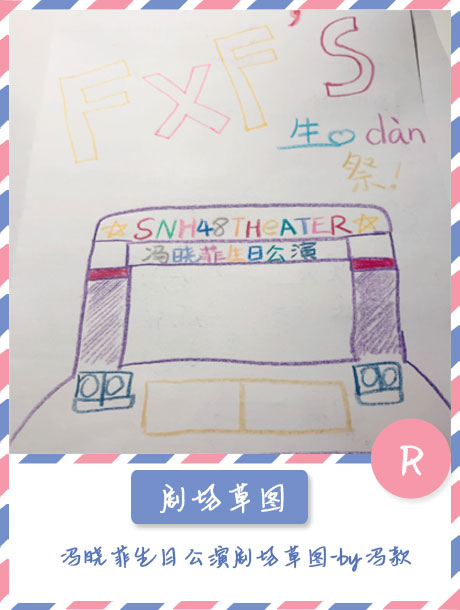 FxF's
生♡dàn
祭!
☆SNH48THeATER☆
冯晓菲生日公演
R
剧场草图
冯晓菲生日公演剧场草图-by冯款